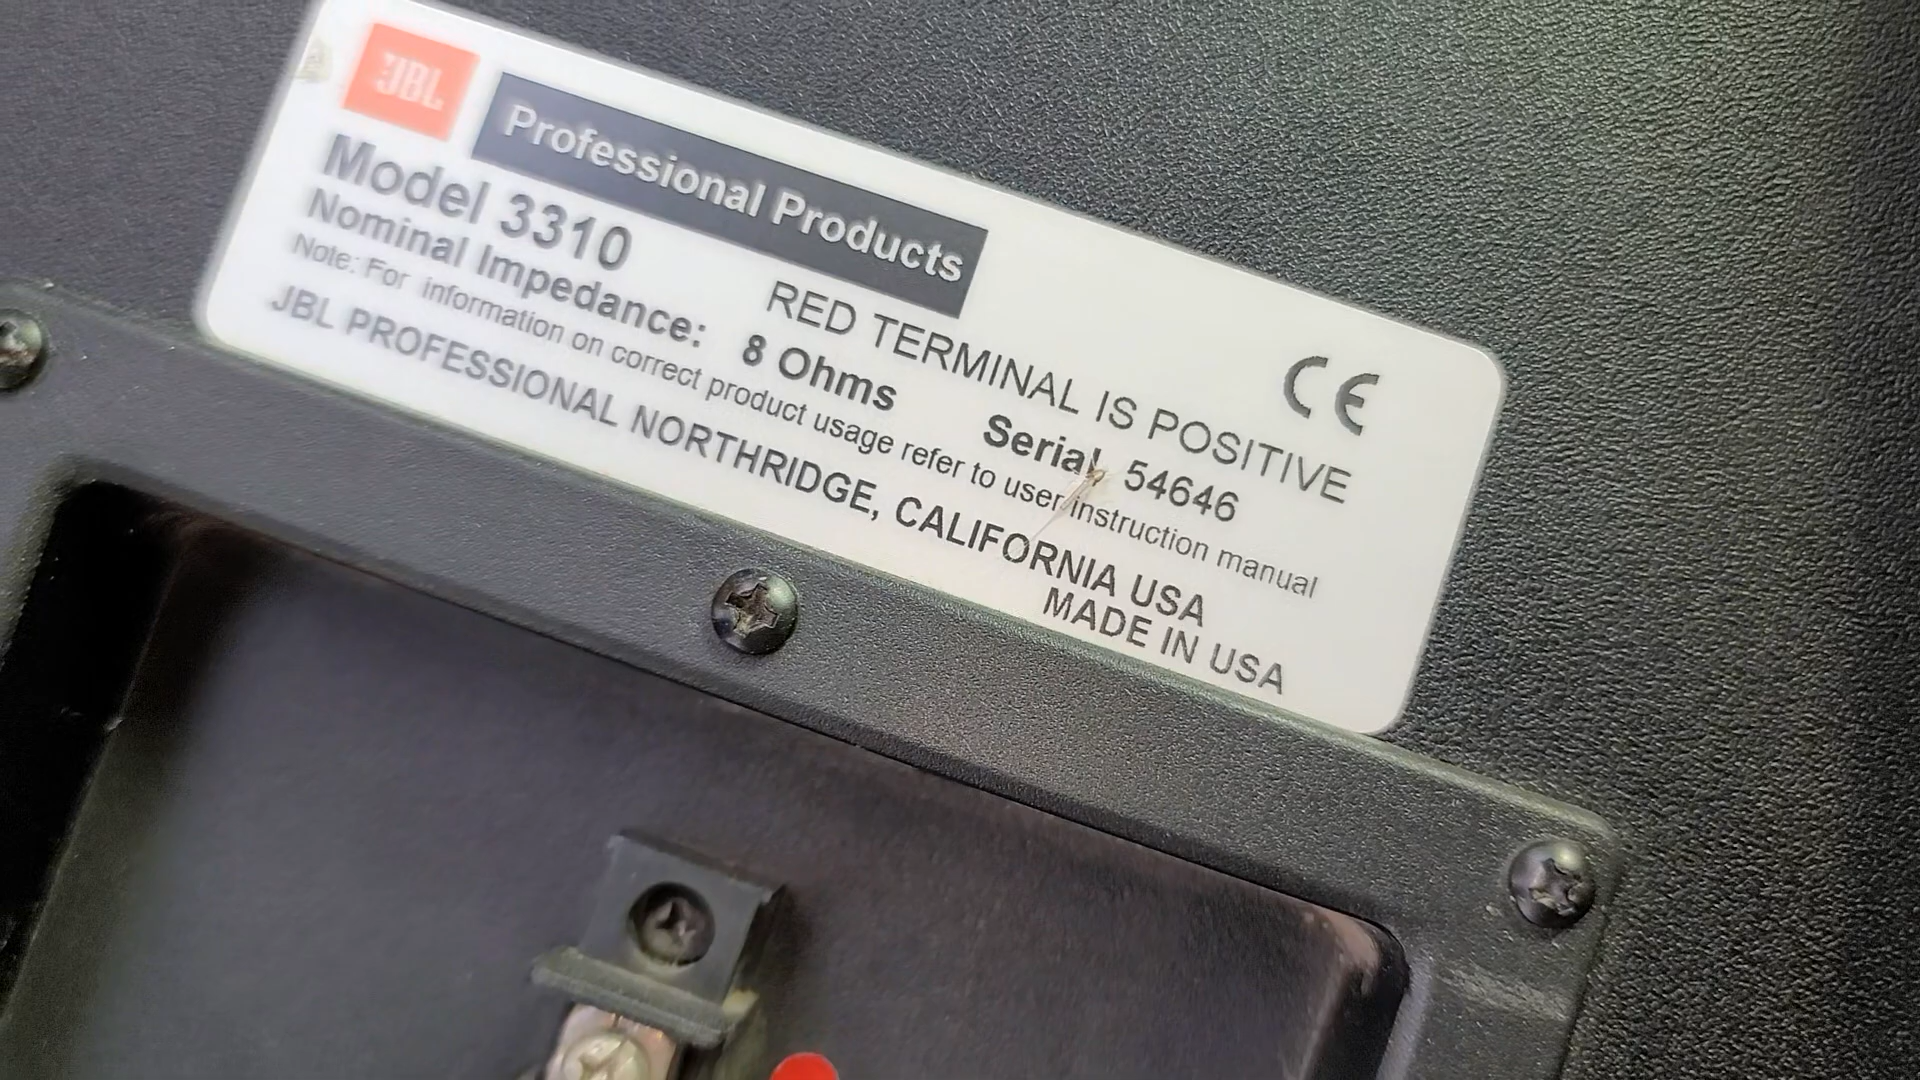 JBL Professional Products
Model 3310 RED TERMINAL IS POSITIVE CE
Nominal Impedance: 8 Ohms Serial 54646
Note: For information on correct product usage refer to user instruction manual
JBL PROFESSIONAL NORTHRIDGE, CALIFORNIA USA
MADE IN USA